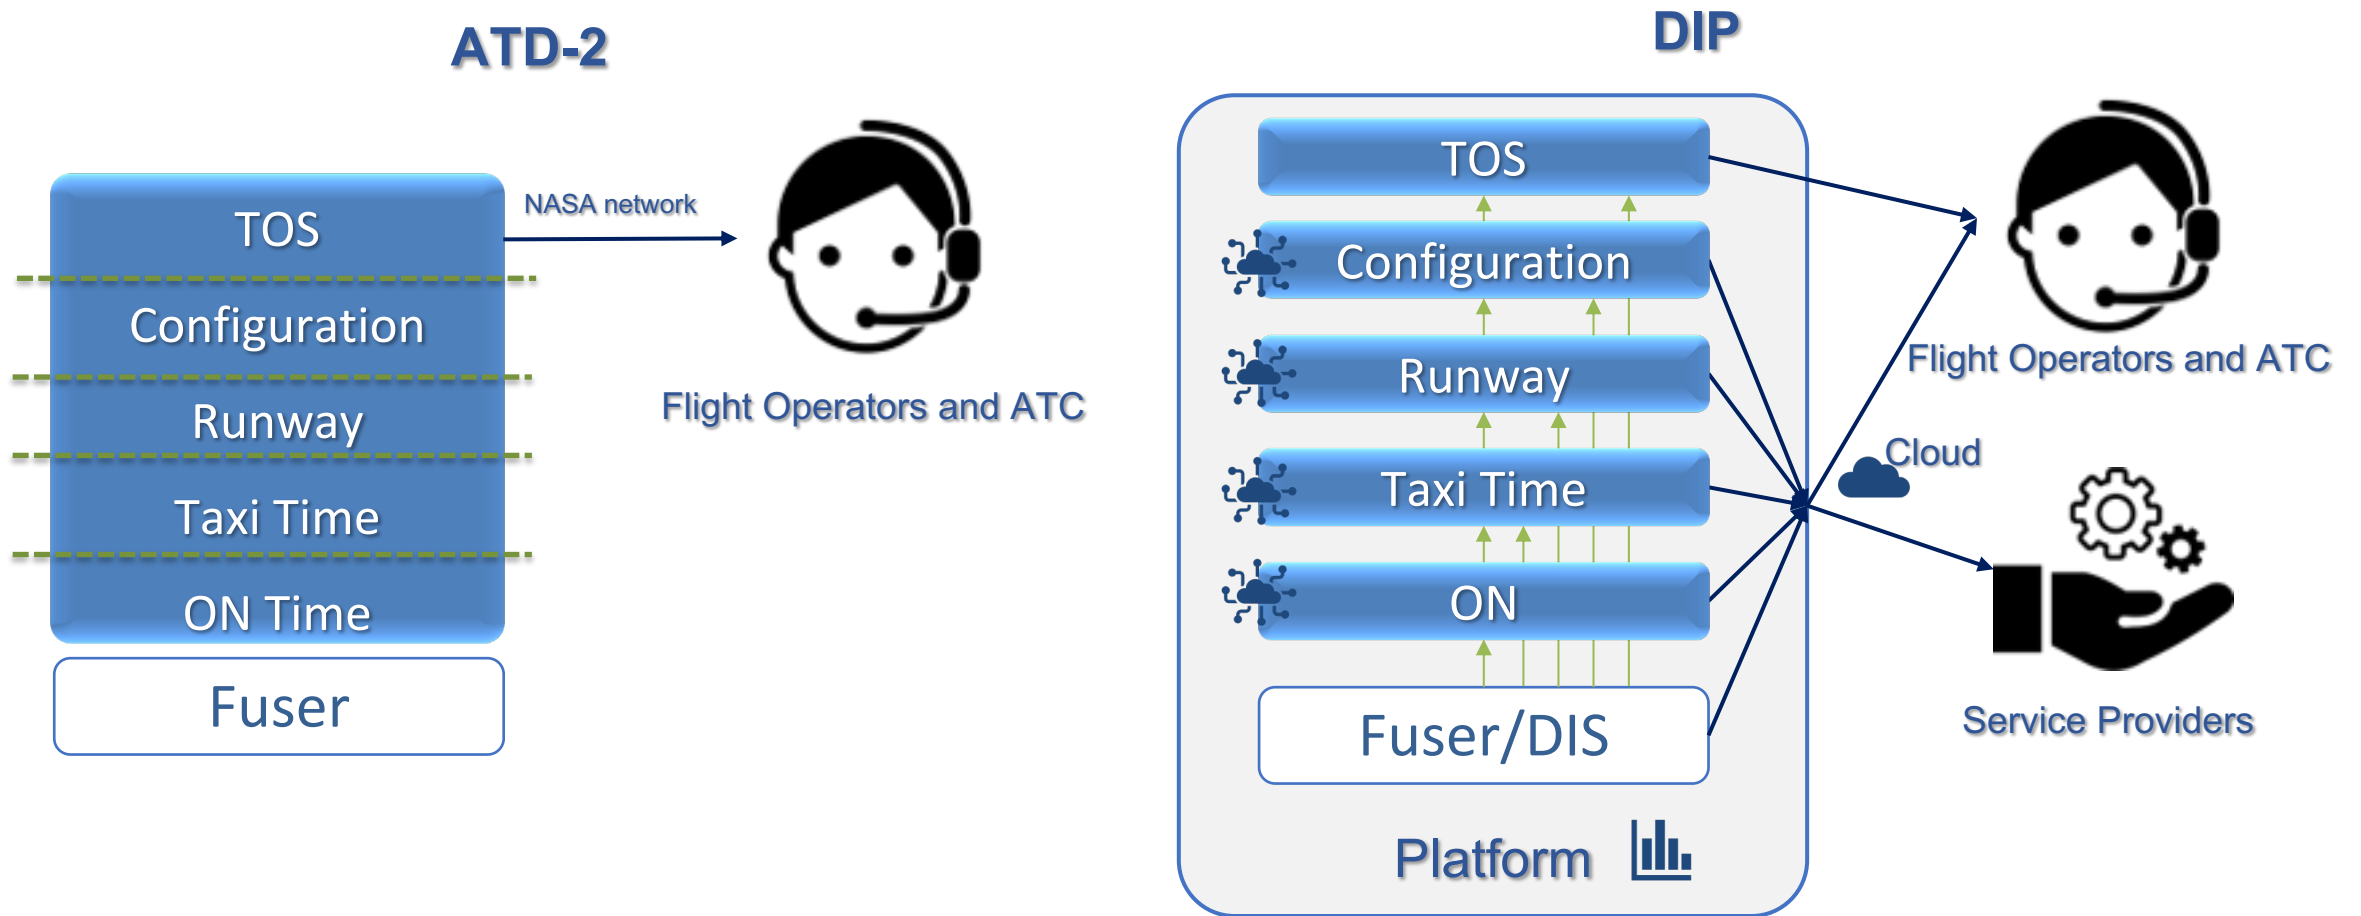 ATD-2
TOS
Configuration
Runway
Taxi Time
ON Time
Fuser
NASA network
Flight Operators and ATC
DIP
TOS
Configuration
Runway
Taxi Time
ON
Fuser/DIS
Platform
Flight Operators and ATC
Cloud
Service Providers